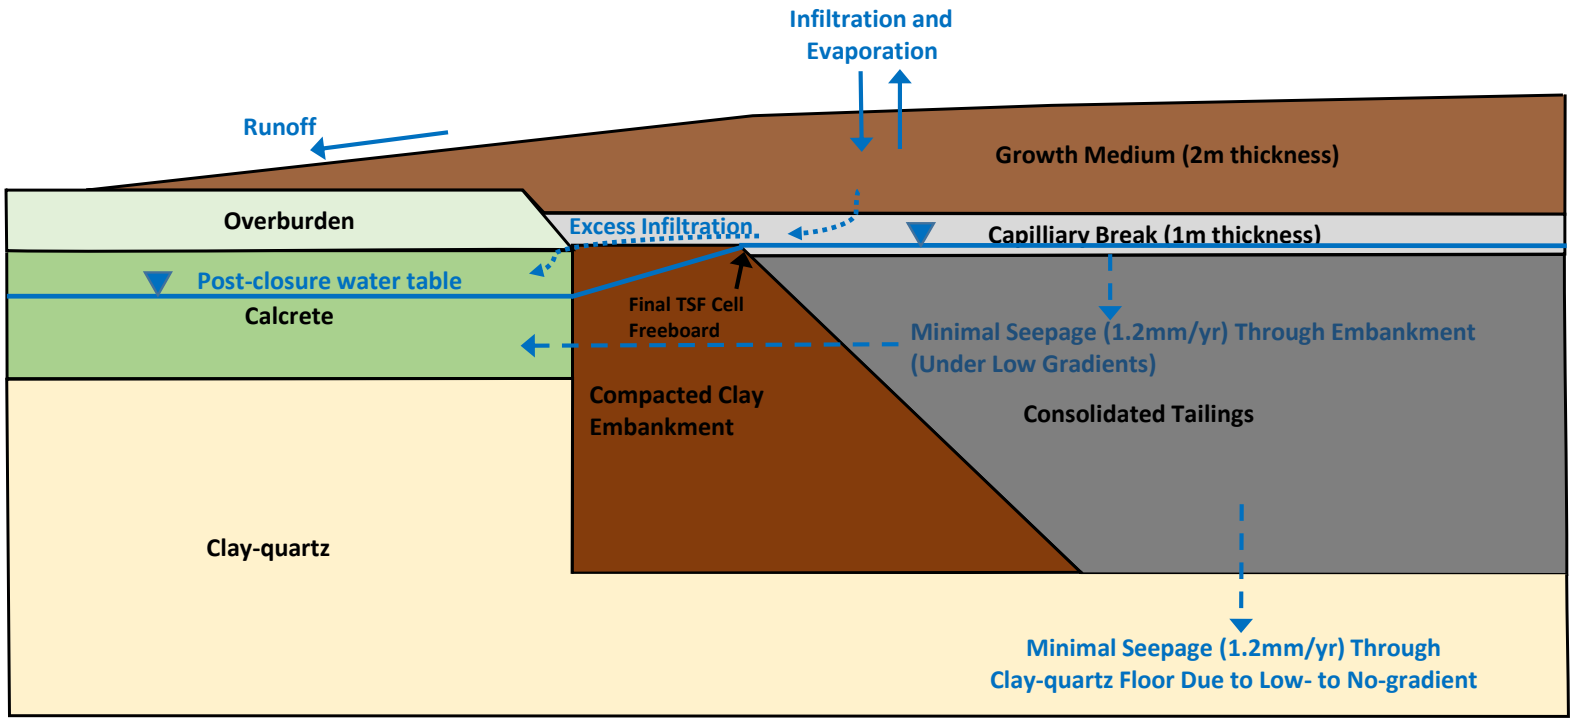 Infiltration and
Evaporation
Runoff
Growth Medium (2m thickness)
Overburden
Excess Infiltration
Capilliary Break (1m thickness)
Post-closure water table
Calcrete
Final TSF Cell
Freeboard
Minimal Seepage (1.2mm/yr) Through Embankment
(Under Low Gradients)
Compacted Clay
Embankment
Consolidated Tailings
Clay-quartz
Minimal Seepage (1.2mm/yr) Through
Clay-quartz Floor Due to Low- to No-gradient